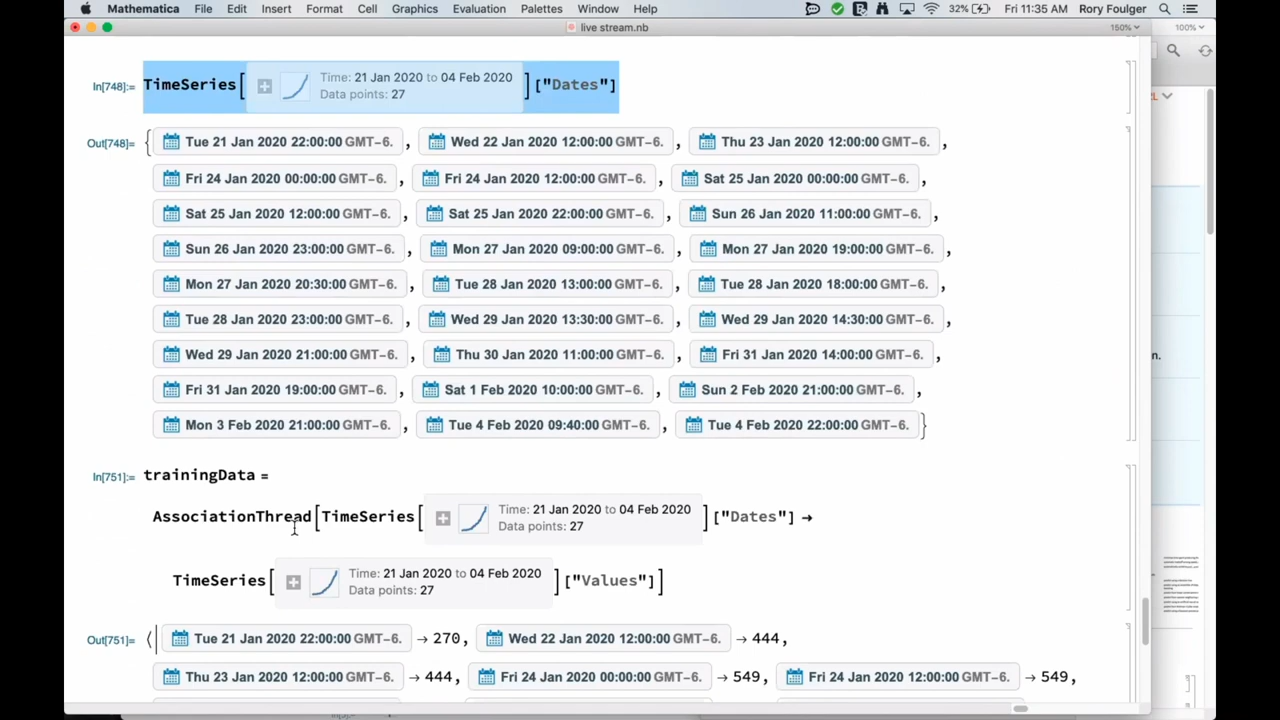 Mathematica File Edit Insert Format Cell Graphics Evaluation Palettes Window Help 32% Fri 11:35 AM Rory Foulger
live stream.nb 150% 100%
In[748]:= TimeSeries[ Time: 21 Jan 2020 to 04 Feb 2020 ]["Dates"]
Data points: 27
Out[748]= { Tue 21 Jan 2020 22:00:00 GMT-6. , Wed 22 Jan 2020 12:00:00 GMT-6. , Thu 23 Jan 2020 12:00:00 GMT-6. ,
Fri 24 Jan 2020 00:00:00 GMT-6. , Fri 24 Jan 2020 12:00:00 GMT-6. , Sat 25 Jan 2020 00:00:00 GMT-6. ,
Sat 25 Jan 2020 12:00:00 GMT-6. , Sat 25 Jan 2020 22:00:00 GMT-6. , Sun 26 Jan 2020 11:00:00 GMT-6. ,
Sun 26 Jan 2020 23:00:00 GMT-6. , Mon 27 Jan 2020 09:00:00 GMT-6. , Mon 27 Jan 2020 19:00:00 GMT-6. ,
Mon 27 Jan 2020 20:30:00 GMT-6. , Tue 28 Jan 2020 13:00:00 GMT-6. , Tue 28 Jan 2020 18:00:00 GMT-6. ,
Tue 28 Jan 2020 23:00:00 GMT-6. , Wed 29 Jan 2020 13:30:00 GMT-6. , Wed 29 Jan 2020 14:30:00 GMT-6. ,
Wed 29 Jan 2020 21:00:00 GMT-6. , Thu 30 Jan 2020 11:00:00 GMT-6. , Fri 31 Jan 2020 14:00:00 GMT-6. ,
Fri 31 Jan 2020 19:00:00 GMT-6. , Sat 1 Feb 2020 10:00:00 GMT-6. , Sun 2 Feb 2020 21:00:00 GMT-6. ,
Mon 3 Feb 2020 21:00:00 GMT-6. , Tue 4 Feb 2020 09:40:00 GMT-6. , Tue 4 Feb 2020 22:00:00 GMT-6. }
In[751]:= trainingData =
AssociationThread[TimeSeries[ Time: 21 Jan 2020 to 04 Feb 2020 ]["Dates"] →
Data points: 27
TimeSeries[ Time: 21 Jan 2020 to 04 Feb 2020 ]["Values"]]
Data points: 27
Out[751]= ⟨| Tue 21 Jan 2020 22:00:00 GMT-6. → 270, Wed 22 Jan 2020 12:00:00 GMT-6. → 444,
Thu 23 Jan 2020 12:00:00 GMT-6. → 444, Fri 24 Jan 2020 00:00:00 GMT-6. → 549, Fri 24 Jan 2020 12:00:00 GMT-6. → 549,